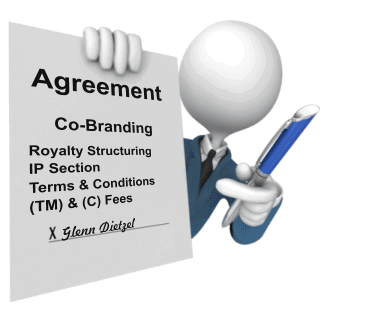 Agreement
Co-Branding
Royalty Structuring
IP Section
Terms & Conditions
(TM) & (C) Fees
X Glenn Dietzel